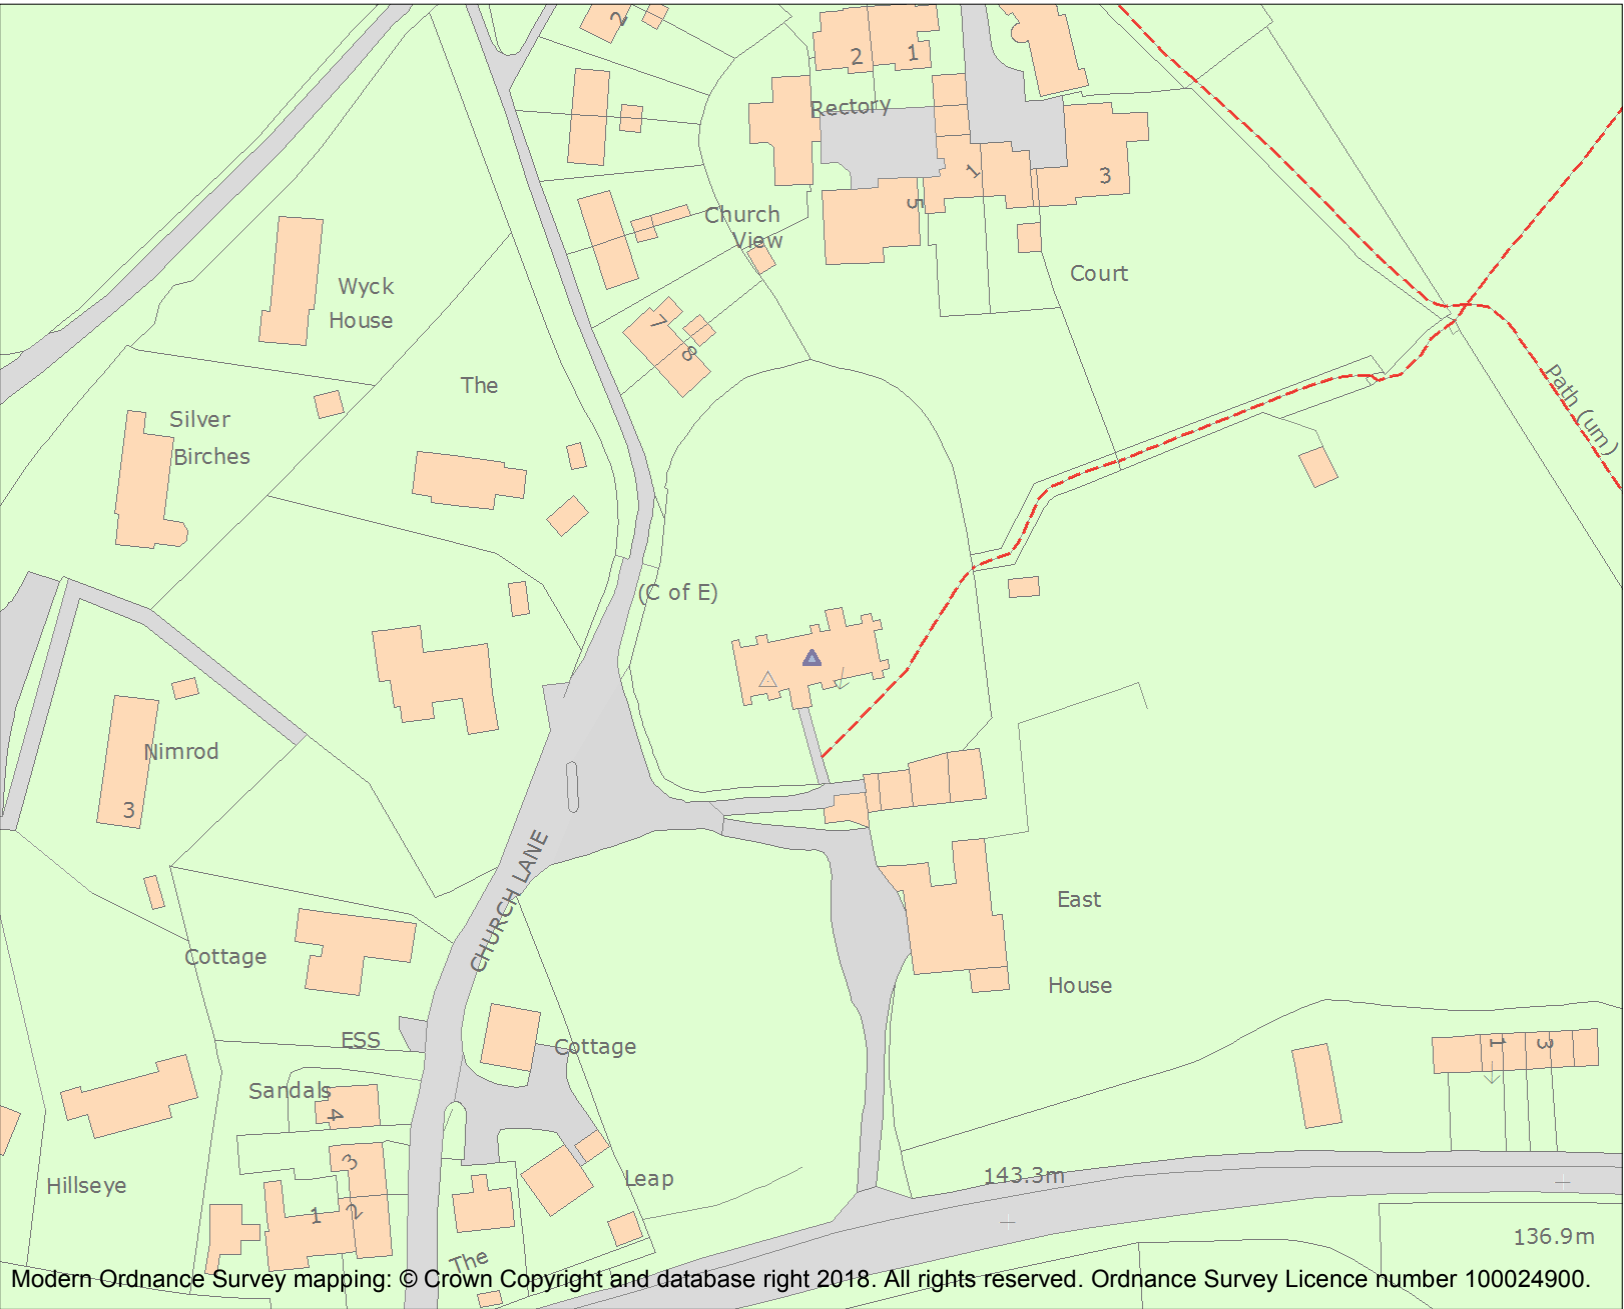 2
2
1
Rectory
1
3
5
Church
View
Court
Wyck
House
7
8
The
Path (um)
Silver
Birches
(C of E)
Nimrod
3
CHURCH LANE
East
House
Cottage
ESS
Cottage
Sandals
4
1
3
3
Hillseye
Leap
143.3m
1
2
136.9m
The
Modern Ordnance Survey mapping: © Crown Copyright and database right 2018. All rights reserved. Ordnance Survey Licence number 100024900.